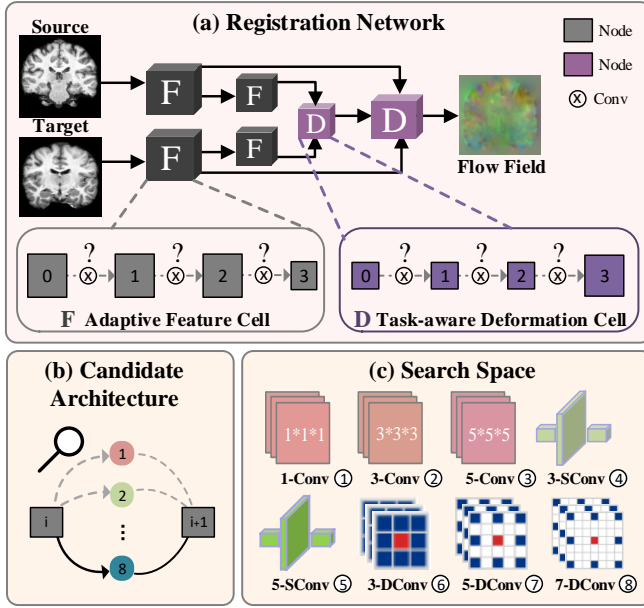 (a) Registration Network
Source
Target
F
F
F
F
D
D
Flow Field
Node
Node
x Conv
? ? ?
0 x 1 x 2 x 3
F Adaptive Feature Cell
? ? ?
0 x 1 x 2 x 3
D Task-aware Deformation Cell
(b) Candidate
Architecture
1
2
⋮
8
i
i+1
(c) Search Space
1*1*1
3*3*3
5*5*5
1-Conv ① 3-Conv ② 5-Conv ③ 3-SConv ④
5-SConv ⑤ 3-DConv ⑥ 5-DConv ⑦ 7-DConv ⑧